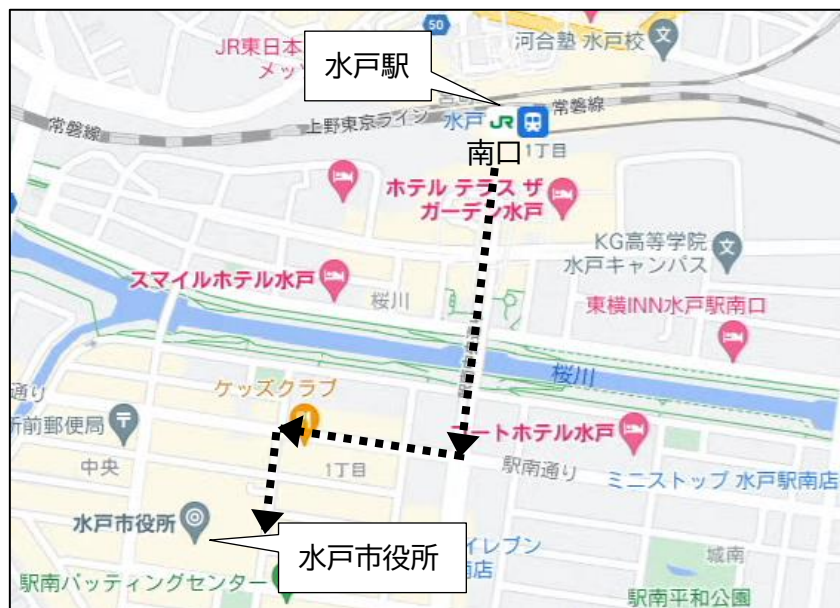 50
JR東日本
メッツ
水戸駅
河合塾 水戸校
常磐線
上野東京ライン
常磐線
水戸 JR
南口
1丁目
ホテル テラス ザ
ガーデン水戸
KG高等学院
水戸キャンパス
スマイルホテル水戸
桜川
東横INN水戸駅南口
桜川
ケッズクラブ
通り
新前郵便局
ートホテル水戸
中央
1丁目
駅南通り
ミニストップ 水戸駅南店
水戸市役所
水戸市役所
イレブン
店
城南
駅南バッティングセンター
駅南平和公園